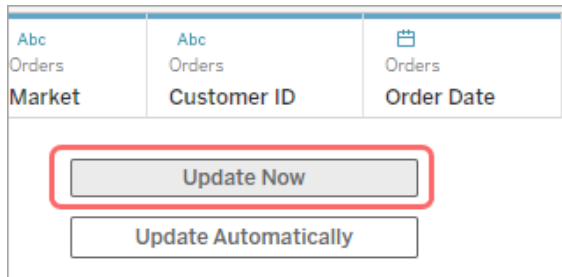 Abc Abc
Orders Orders Orders
Market Customer ID Order Date
Update Now
Update Automatically